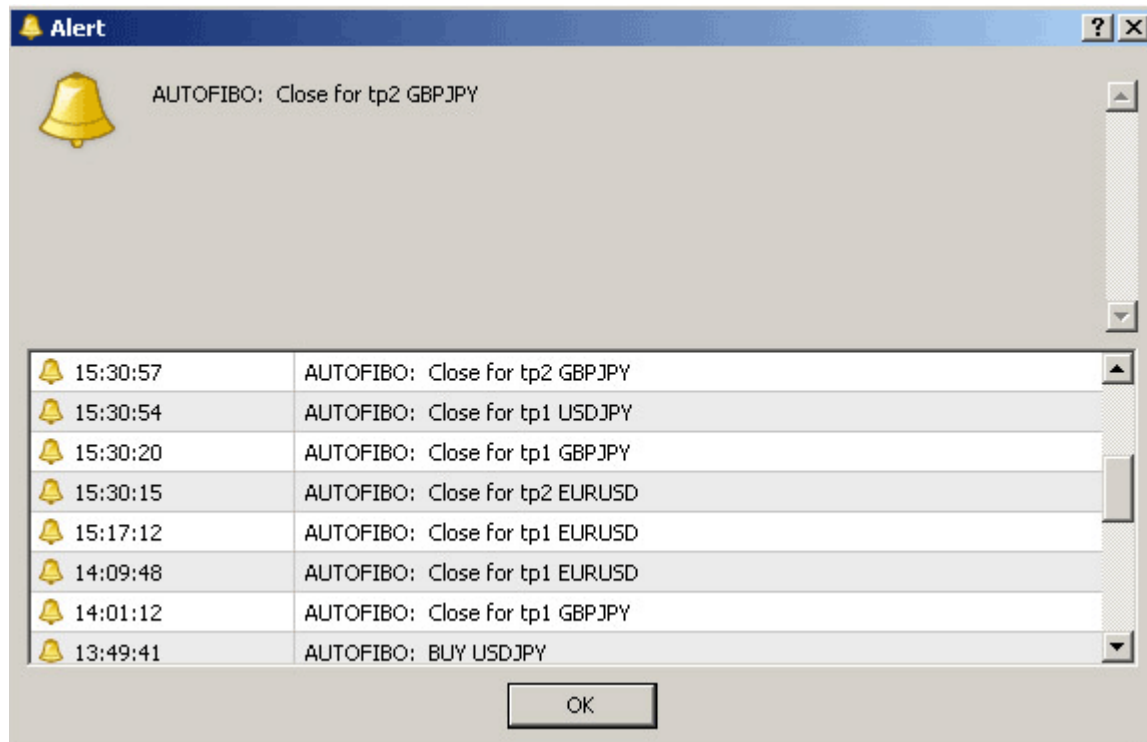 Alert
AUTOFIBO: Close for tp2 GBPJPY
15:30:57 AUTOFIBO: Close for tp2 GBPJPY
15:30:54 AUTOFIBO: Close for tp1 USDJPY
15:30:20 AUTOFIBO: Close for tp1 GBPJPY
15:30:15 AUTOFIBO: Close for tp2 EURUSD
15:17:12 AUTOFIBO: Close for tp1 EURUSD
14:09:48 AUTOFIBO: Close for tp1 EURUSD
14:01:12 AUTOFIBO: Close for tp1 GBPJPY
13:49:41 AUTOFIBO: BUY USDJPY
OK